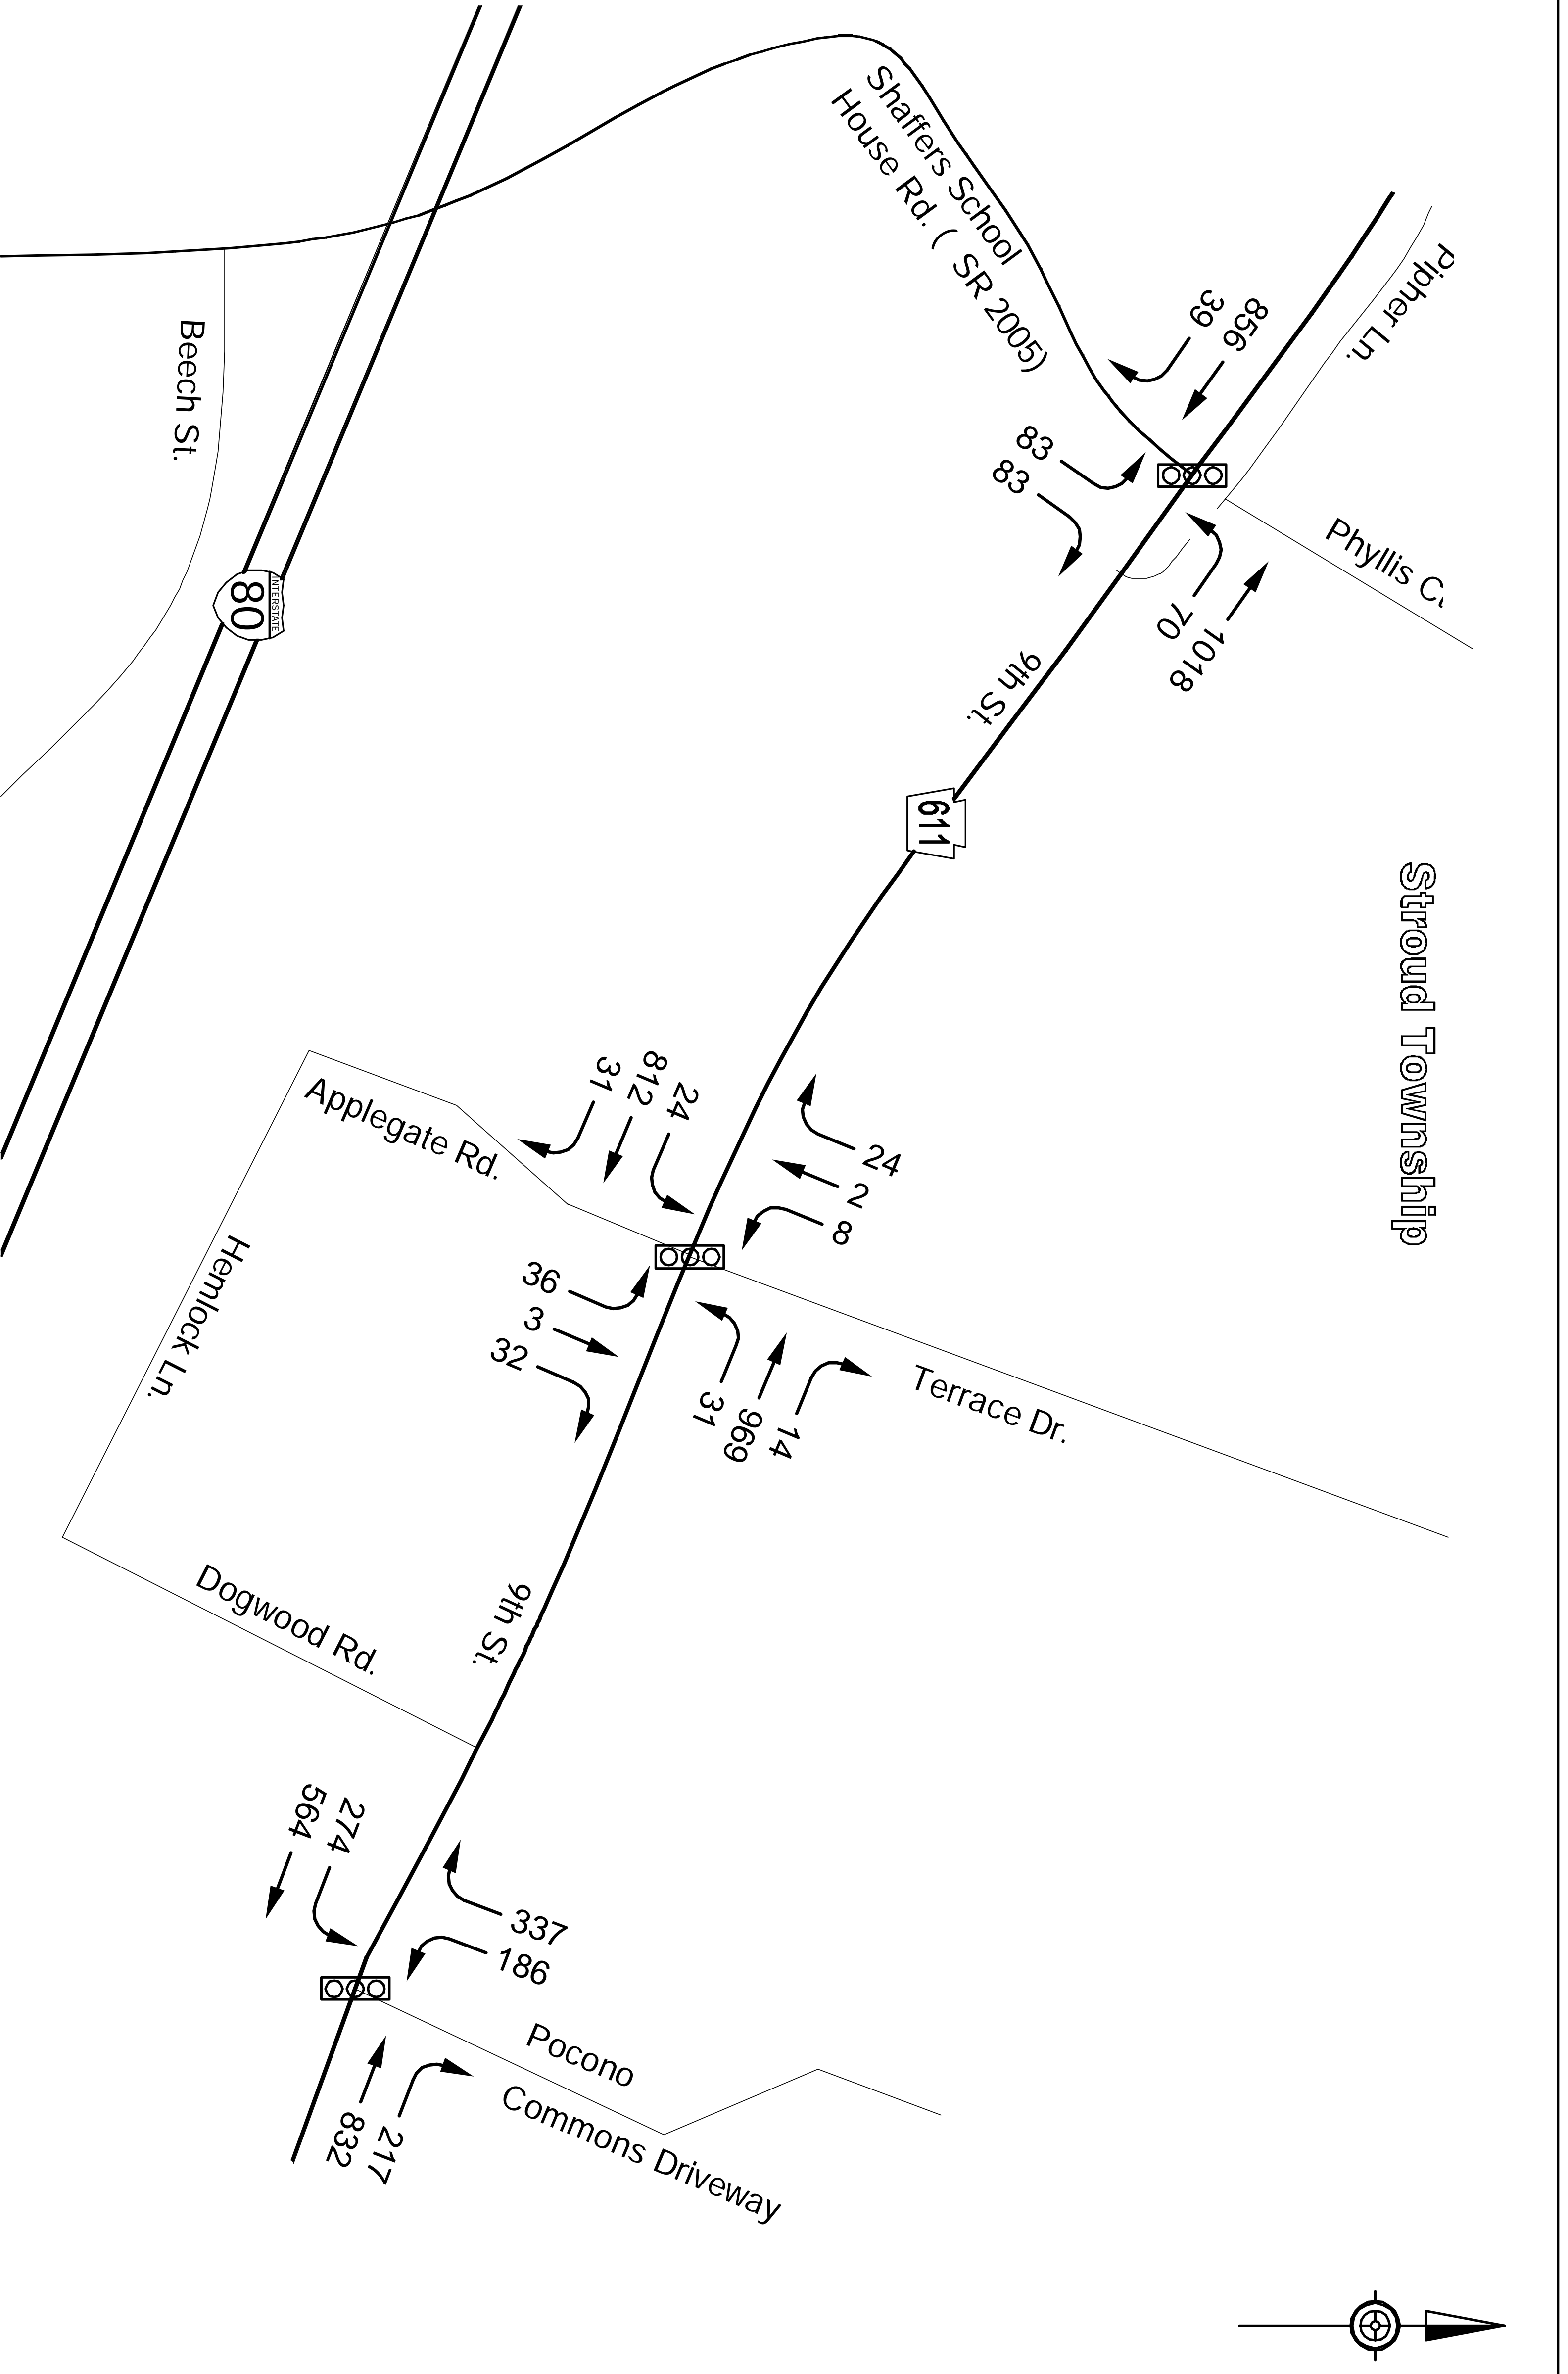 Shaffers School
House Rd. ( SR 2005)
Pipher Ln.
39
856
83
83
Phyllis
70
1018
9th St.
Beech St.
INTERSTATE
80
611
Stroud Township
31
812
24
24
2
8
Applegate Rd.
36
3
32
31
969
14
Terrace Dr.
Hemlock Ln.
Dogwood Rd.
9th St.
564
274
337
186
Pocono
Commons Driveway
832
217